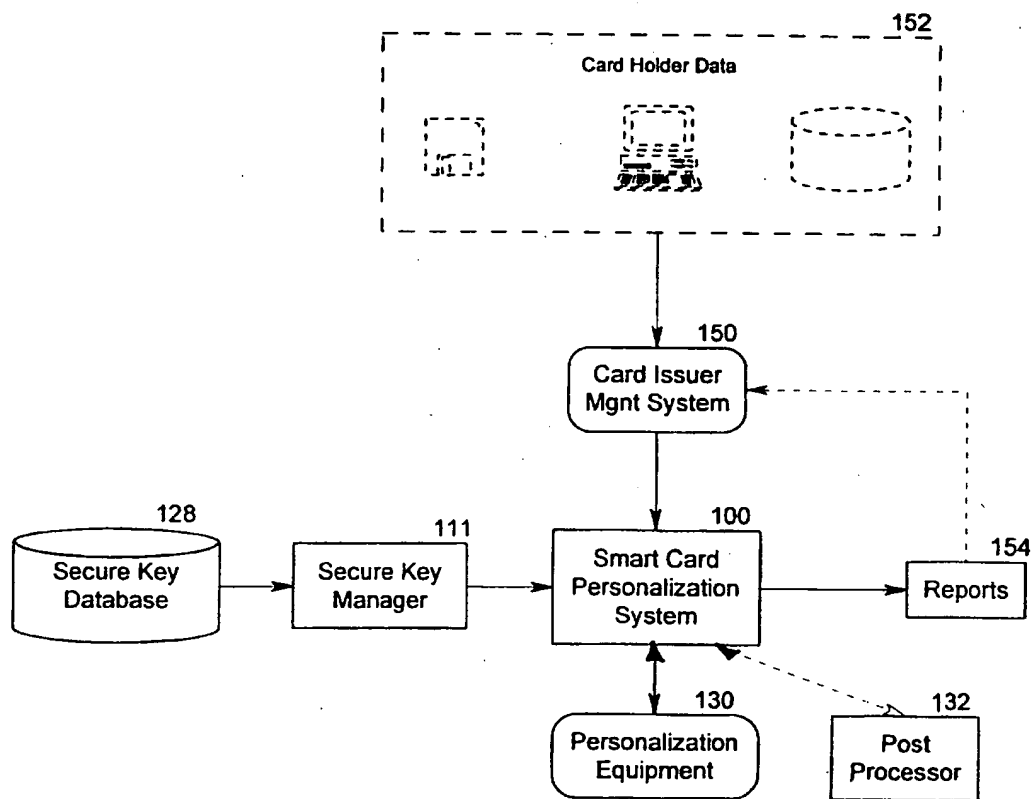 152
Card Holder Data
150
Card Issuer
Mgnt System
128
Secure Key
Database
111
Secure Key
Manager
100
Smart Card
Personalization
System
154
Reports
130
Personalization
Equipment
132
Post
Processor